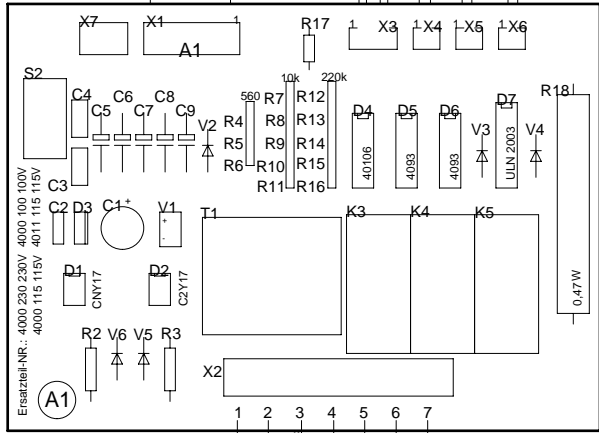 X7 X1 1 R17 1 X3 1 X4 1 X5 1 X6
A1
S2 C4 C6 C8 560 10k 220k D7 R18
C5 C7 C9 V2 R4 R7 R12 D4 D5 D6 V3 V4
R5 R8 R13
R6 R9 R14
R10 R15
R11 R16
40106 4093 4093 ULN 2003
C3
C2 D3 C1 + V1 T1 K3 K4 K5
+
-
D1 CNY17 D2 C2Y17 0,47W
R2 V6 V5 R3
X2
A1
1 2 3 4 5 6 7
Ersatzteil-NR.: 4000 230 230V 4000 100 100V
4000 115 115V 4011 115 115V